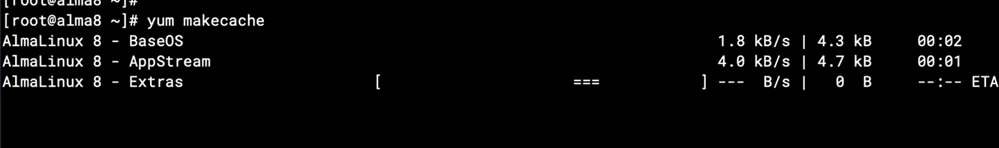 [root@alma8 ~]#
[root@alma8 ~]# yum makecache
AlmaLinux 8 - BaseOS 1.8 kB/s | 4.3 kB 00:02
AlmaLinux 8 - AppStream 4.0 kB/s | 4.7 kB 00:01
AlmaLinux 8 - Extras [ === ] --- B/s | 0 B --:-- ETA